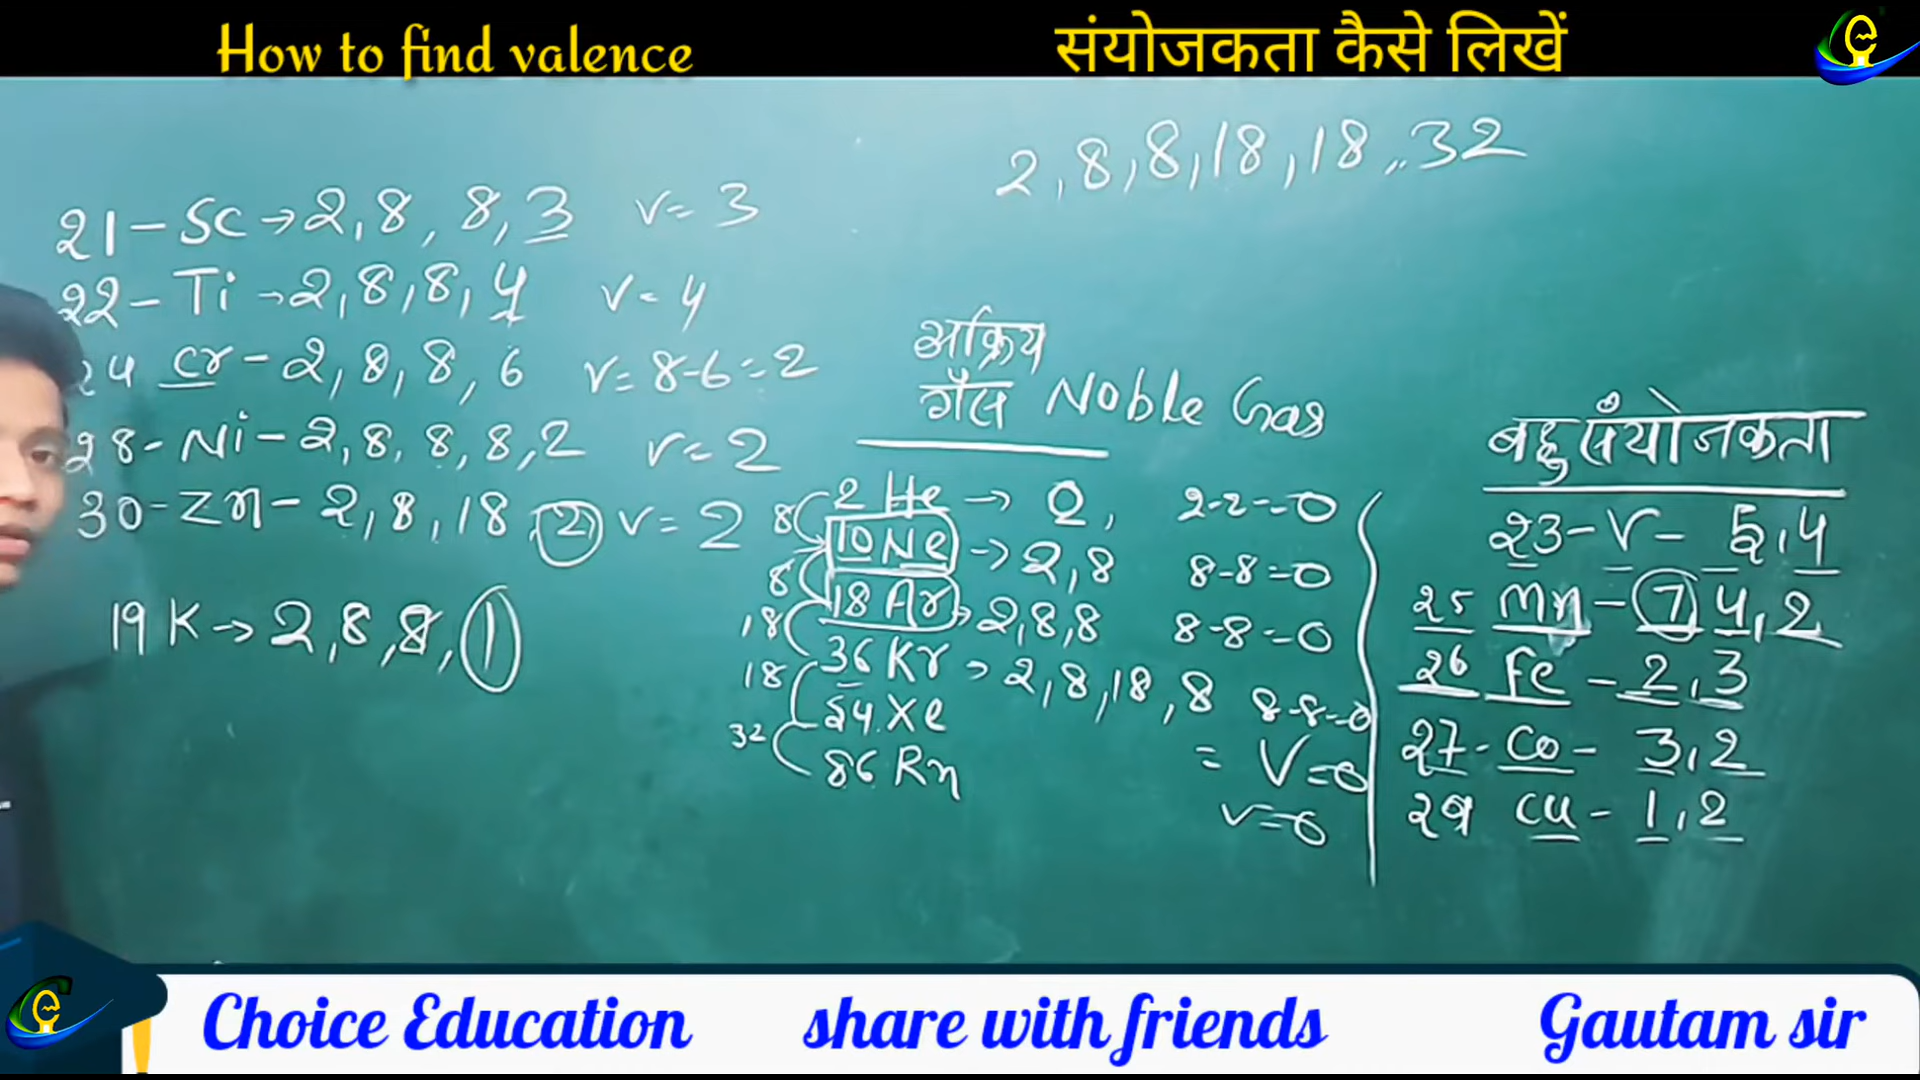 How to find valence
संयोजकता कैसे लिखें
2,8,8,18,18,,32
21-Sc→2,8,8,3 v=3
22-Ti→2,8,8,4 v=4
24 Cr-2,8,8,6 v=8-6=2
28-Ni-2,8,8,8,2 v=2
30-Zn-2,8,18 2 v=2
19 K→2,8,8,1
अक्रिय
गैस Noble Gas
2 He→ 2, 2-2=0
8
10 Ne→2,8 8-8=0
8
18 Ar→2,8,8 8-8=0
18
36 Kr→2,8,18,8 8-8=0
18
54 Xe
32
86 Rn
= V=0
v=0
बहु संयोजकता
23-V- 5,4
25 Mn-7 4,2
26 Fe-2,3
27-Co-3,2
29 Cu-1,2
Choice Education share with friends Gautam sir